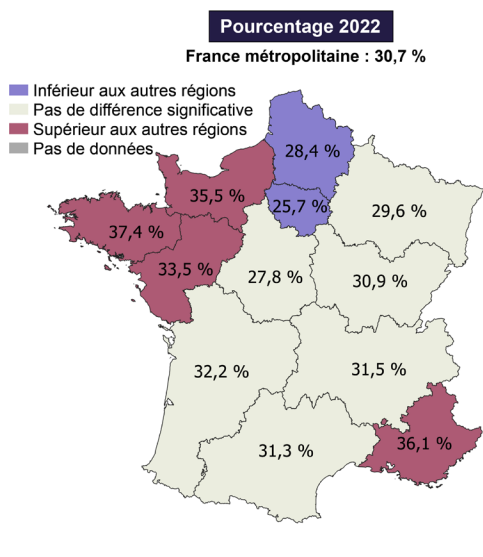 Pourcentage 2022
France métropolitaine : 30,7 %
Inférieur aux autres régions
Pas de différence significative
Supérieur aux autres régions
Pas de données
28,4 %
35,5 %
25,7 %
29,6 %
37,4 %
33,5 %
27,8 %
30,9 %
32,2 %
31,5 %
31,3 %
36,1 %